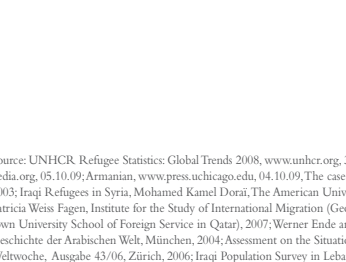 ource: UNHCR Refugee Statistics: Global Trends 2008, www.unhcr.org,
edia.org, 05.10.09; Armanian, www.press.uchicago.edu, 04.10.09, The case
003; Iraqi Refugees in Syria, Mohamed Kamel Doraï, The American Univ
atricia Weiss Fagen, Institute for the Study of International Migration (Geo
own University School of Foreign Service in Qatar), 2007; Werner Ende an
eschichte der Arabischen Welt, München, 2004; Assessment on the Situati
Weltwoche, Ausgabe 43/06, Zürich, 2006; Iraqi Population Survey in Leba